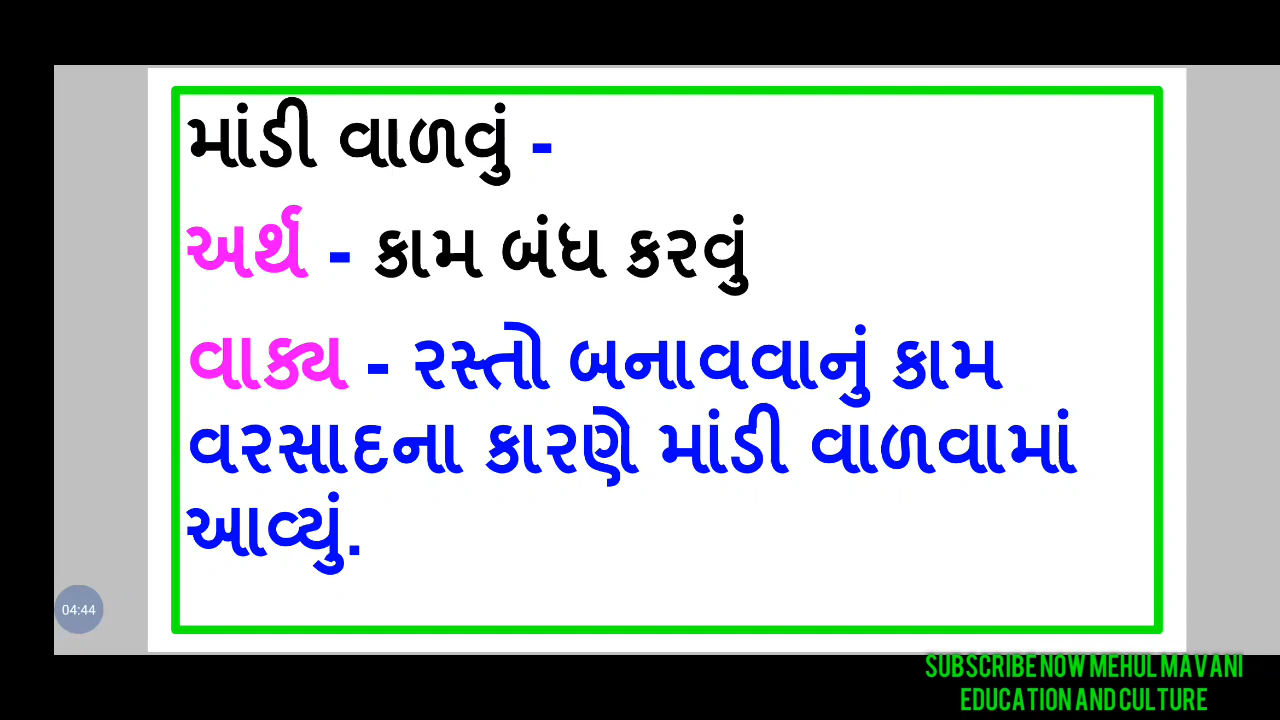 માંડી વાળવું -
અર્થ - કામ બંધ કરવું
વાક્ય - રસ્તો બનાવવાનું કામ
વરસાદના કારણે માંડી વાળવામાં
આવ્યું.
04:44
SUBSCRIBE NOW MEHUL MAVANI
EDUCATION AND CULTURE